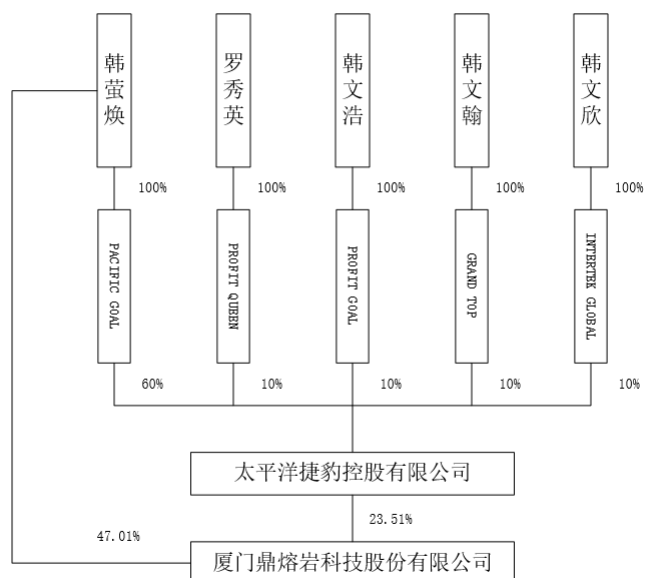 韩萤焕
罗秀英
韩文浩
韩文翰
韩文欣
100%
100%
100%
100%
100%
PACIFIC GOAL
PROFIT QUEEN
PROFIT GOAL
GRAND TOP
INTERTEK GLOBAL
60%
10%
10%
10%
10%
太平洋捷豹控股有限公司
23.51%
47.01%
厦门鼎熔岩科技股份有限公司